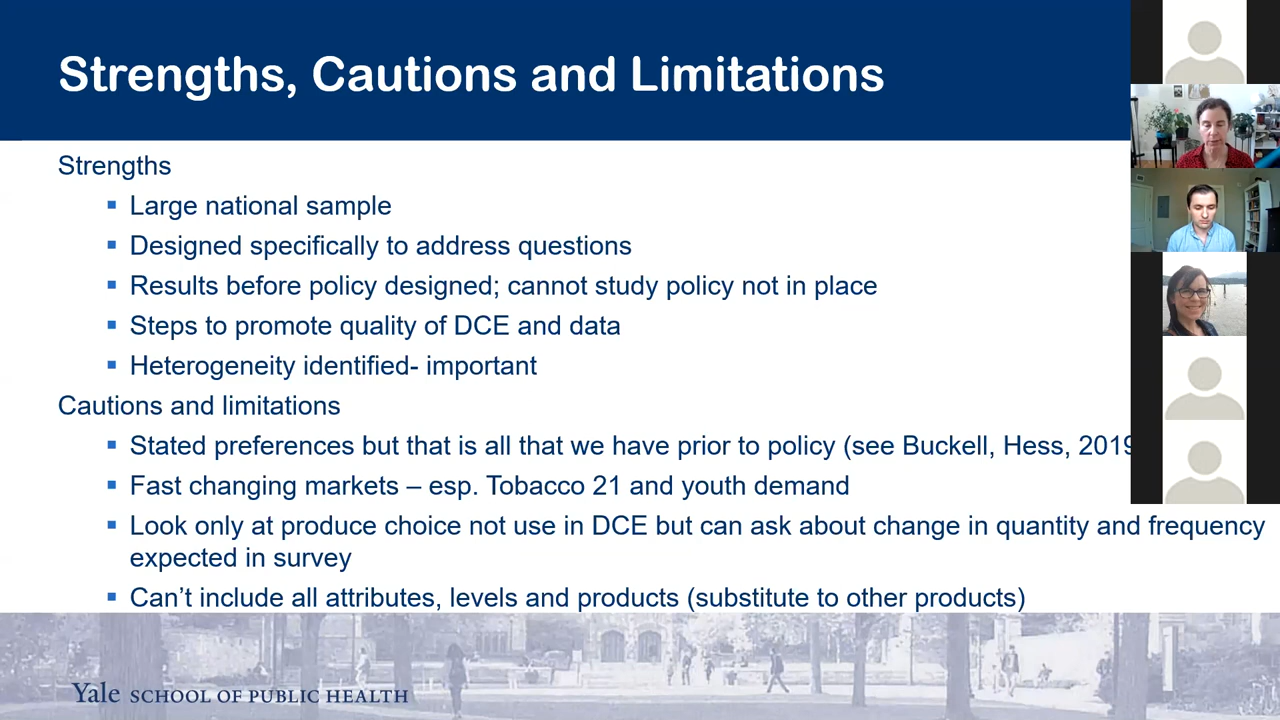 Strengths, Cautions and Limitations
Strengths
▪ Large national sample
▪ Designed specifically to address questions
▪ Results before policy designed; cannot study policy not in place
▪ Steps to promote quality of DCE and data
▪ Heterogeneity identified- important
Cautions and limitations
▪ Stated preferences but that is all that we have prior to policy (see Buckell, Hess, 2019
▪ Fast changing markets – esp. Tobacco 21 and youth demand
▪ Look only at produce choice not use in DCE but can ask about change in quantity and frequency
expected in survey
▪ Can’t include all attributes, levels and products (substitute to other products)
Yale SCHOOL OF PUBLIC HEALTH